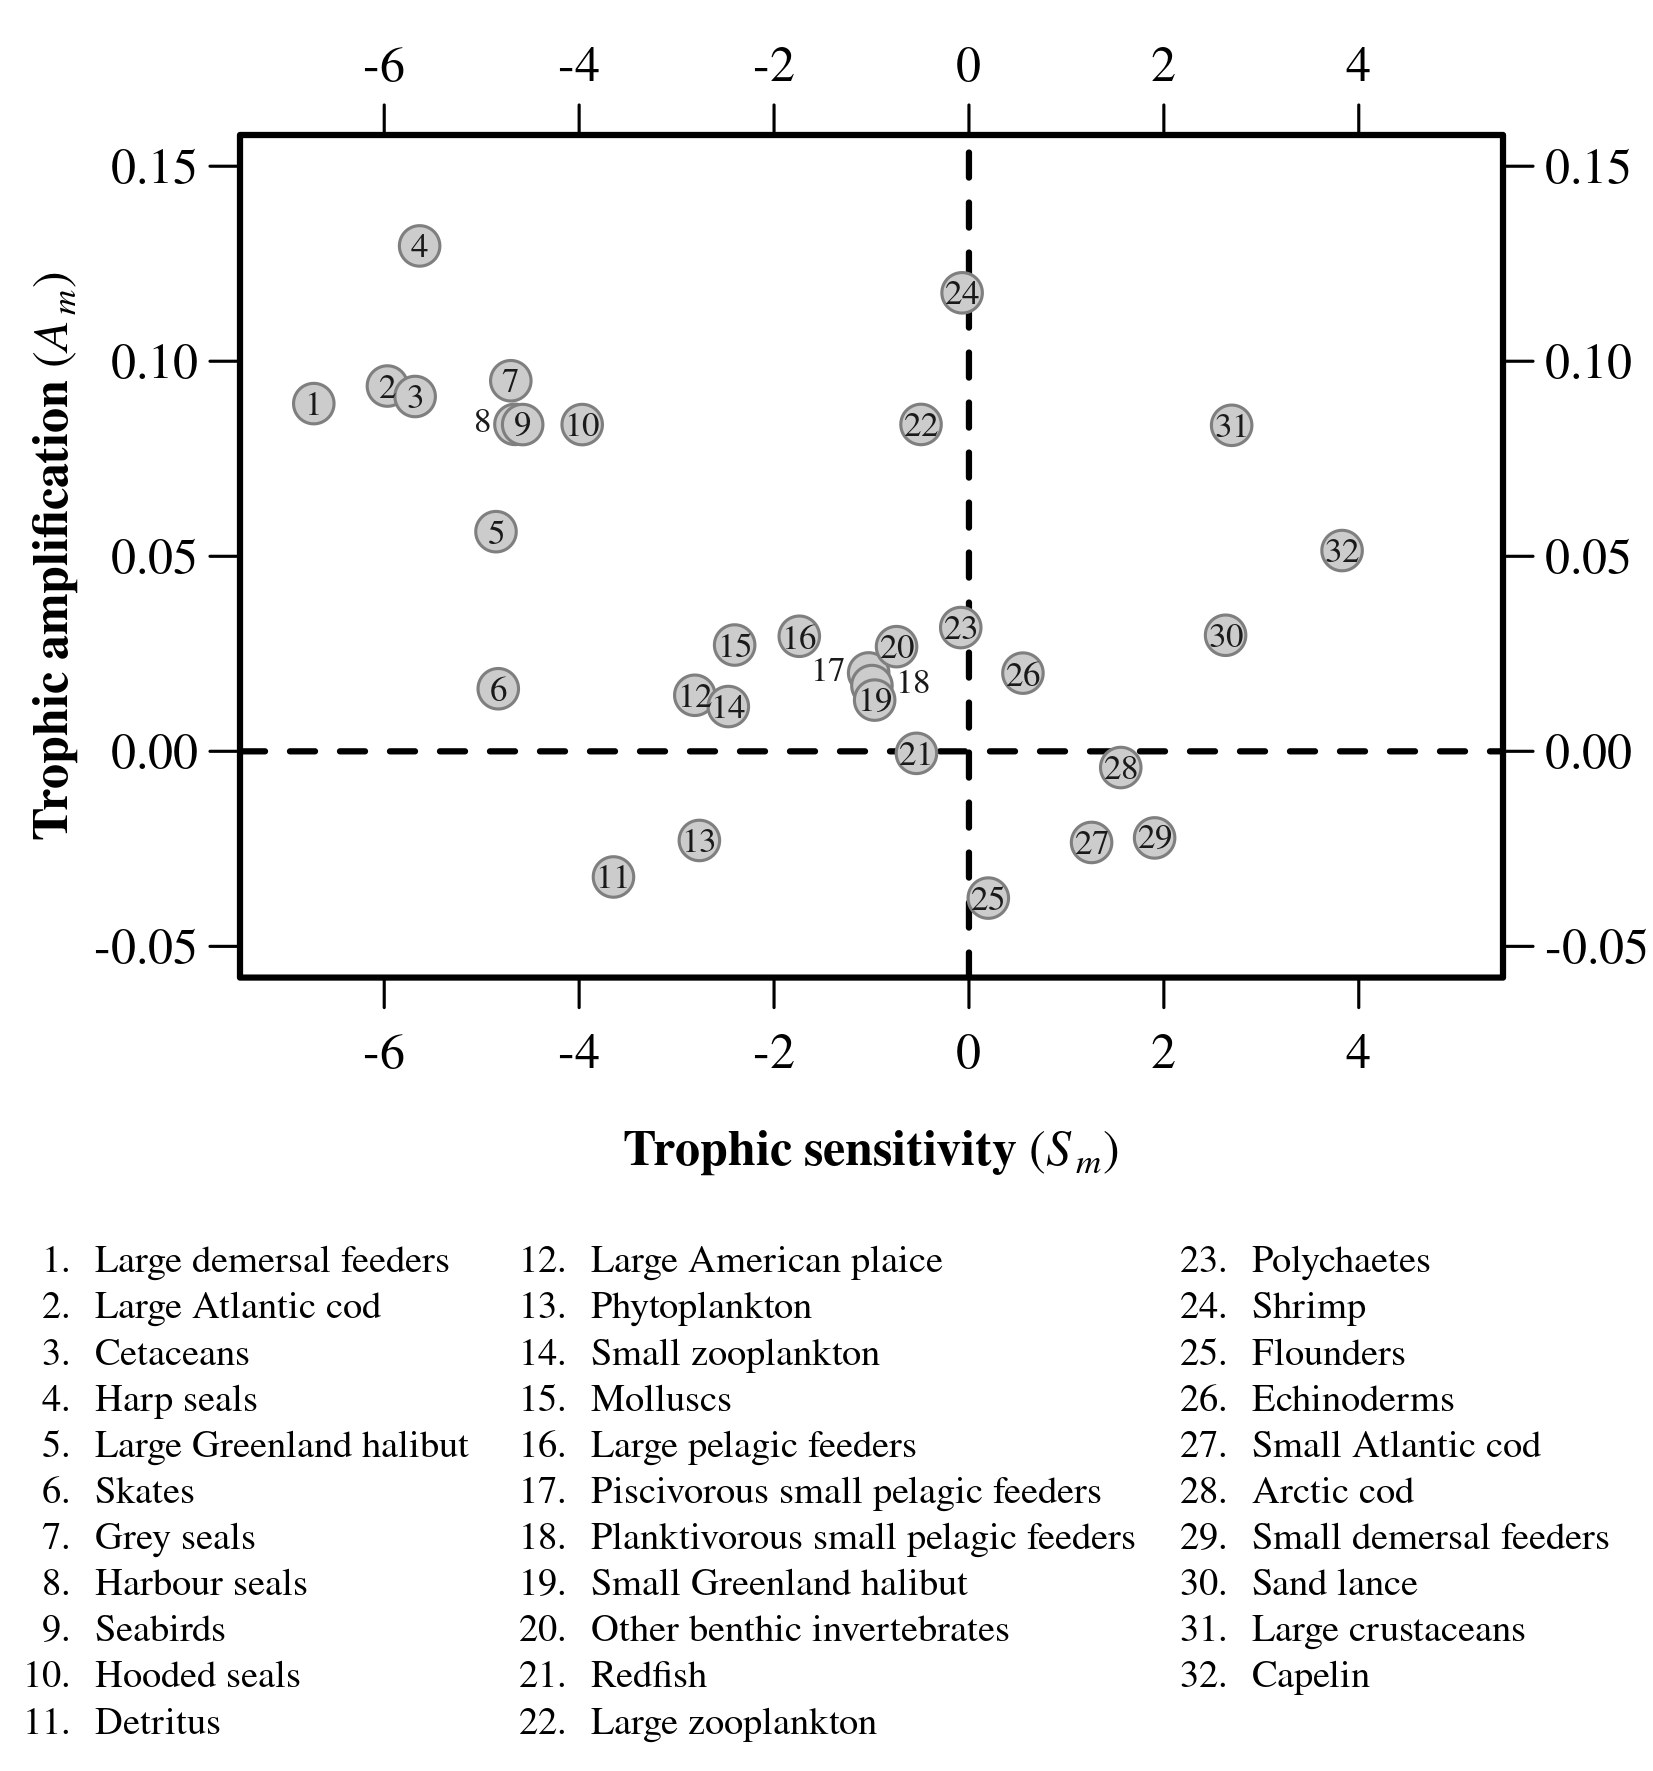 -6 -4 -2 0 2 4
0.15 0.15
4
24
0.10 0.10
1 2 3 7
8 9 10 22 31
5
0.05 0.05
32
23
15 16 20 30
17 26
6 12 14 18
19
0.00 21 0.00
28
13 27 29
11
25
-0.05 -0.05
Trophic amplification (Am)
-6 -4 -2 0 2 4
Trophic sensitivity (Sm)
1. Large demersal feeders
2. Large Atlantic cod
3. Cetaceans
4. Harp seals
5. Large Greenland halibut
6. Skates
7. Grey seals
8. Harbour seals
9. Seabirds
10. Hooded seals
11. Detritus
12. Large American plaice
13. Phytoplankton
14. Small zooplankton
15. Molluscs
16. Large pelagic feeders
17. Piscivorous small pelagic feeders
18. Planktivorous small pelagic feeders
19. Small Greenland halibut
20. Other benthic invertebrates
21. Redfish
22. Large zooplankton
23. Polychaetes
24. Shrimp
25. Flounders
26. Echinoderms
27. Small Atlantic cod
28. Arctic cod
29. Small demersal feeders
30. Sand lance
31. Large crustaceans
32. Capelin